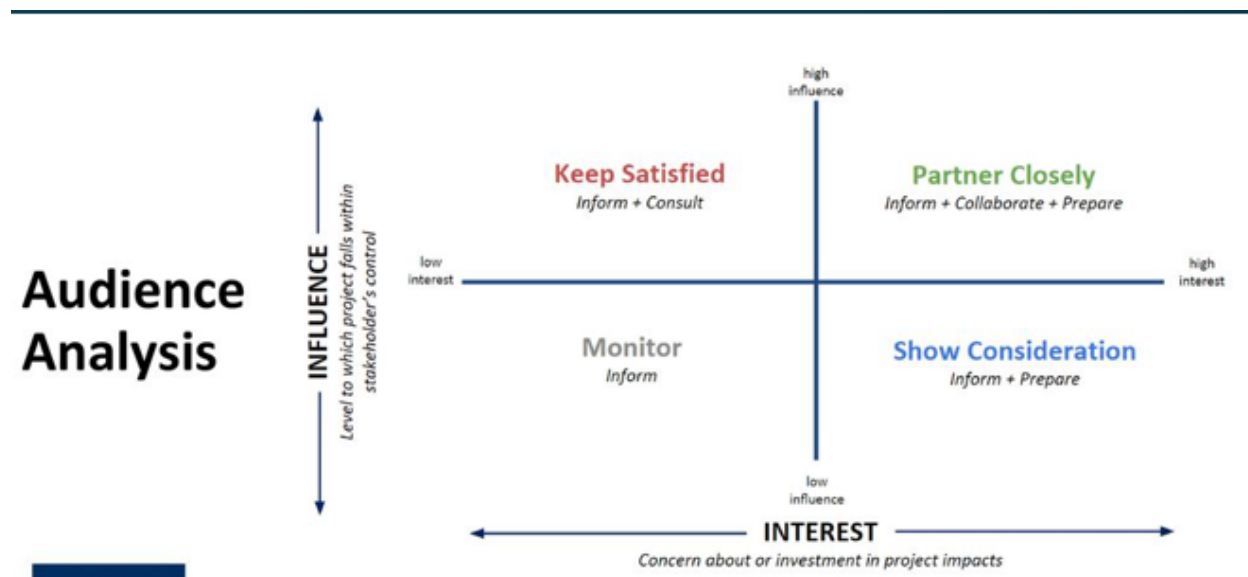 Audience
Analysis
INFLUENCE
Level to which project falls within
stakeholder's control
high
influence
Keep Satisfied
Inform + Consult
Partner Closely
Inform + Collaborate + Prepare
low
interest
high
interest
Monitor
Inform
Show Consideration
Inform + Prepare
low
influence
INTEREST
Concern about or investment in project impacts